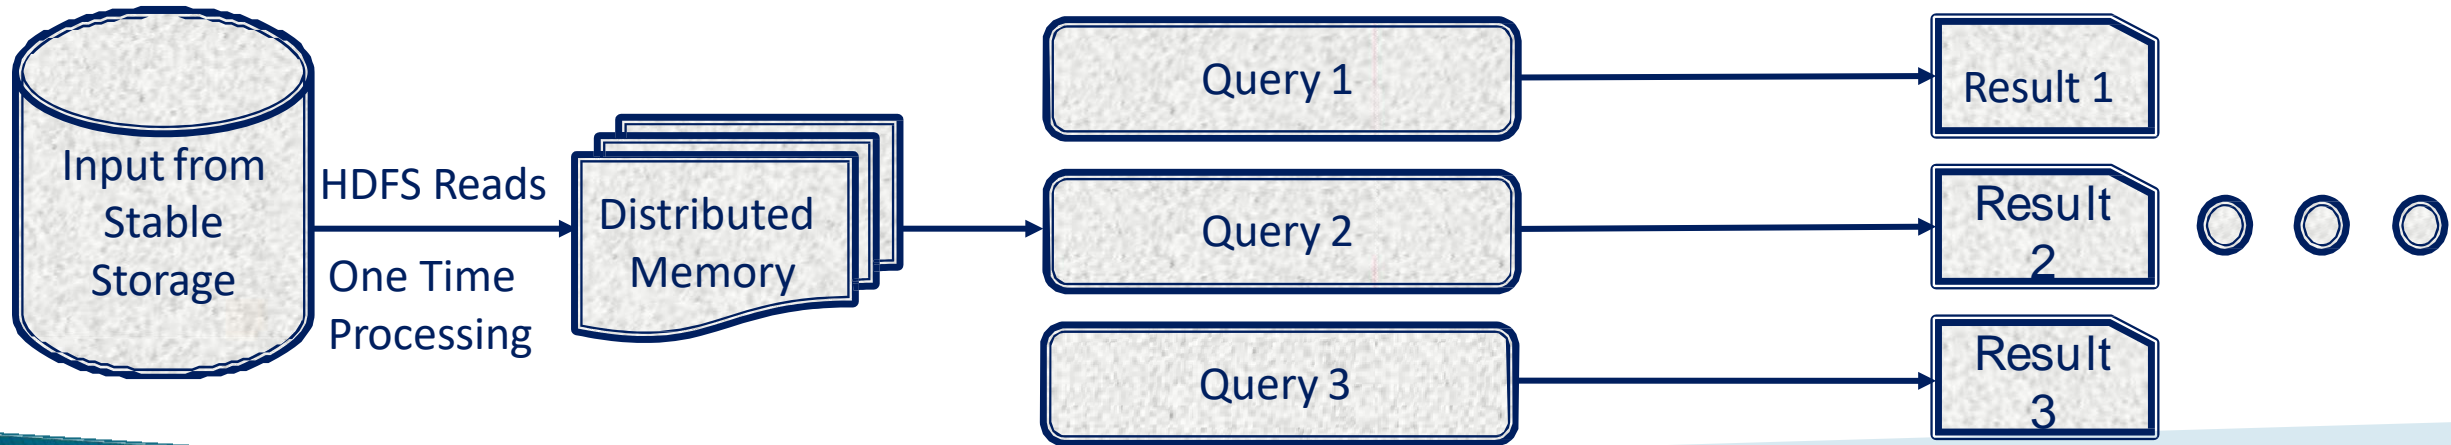 Input from
Stable
Storage
HDFS Reads
One Time
Processing
Distributed
Memory
Query 1
Query 2
Query 3
Result 1
Result
2
Result
3